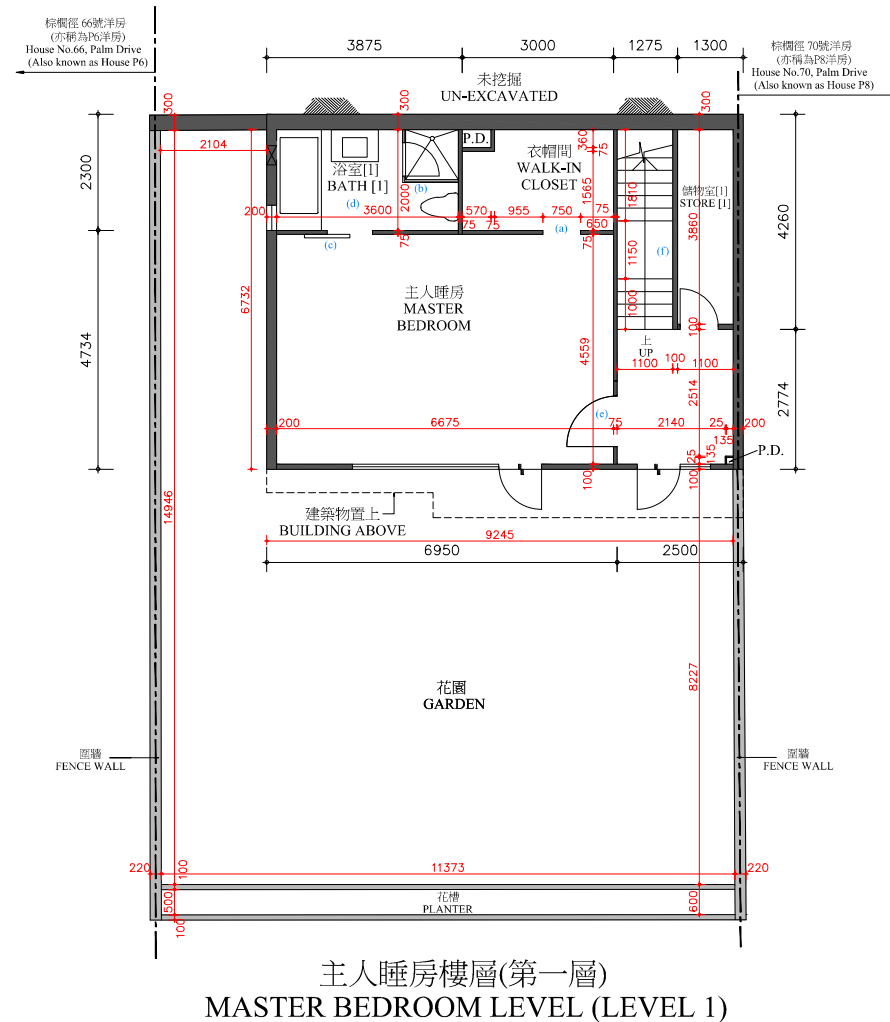 棕櫚徑 66號洋房
(亦稱為P6洋房)
House No.66, Palm Drive
(Also known as House P6)
棕櫚徑 70號洋房
(亦稱為P8洋房)
House No.70, Palm Drive
(Also known as House P8)
3875
3000
1275
1300
未挖掘
UN-EXCAVATED
300
300
300
2104
2300
4734
6732
14946
4260
2774
P.D.
360
75
浴室[1]
BATH [1]
(b)
(d)
2000
衣帽間
WALK-IN
CLOSET
1565
1810
儲物室[1]
STORE [1]
3860
200
3600
570
955
750
75
75
75
650
(a)
(c)
75
75
(f)
1150
1000
主人睡房
MASTER
BEDROOM
4559
上
UP
100
1100
100
1100
2514
(e)
200
6675
75
2140
25
200
135
25
135
P.D.
100
100
建築物置上
BUILDING ABOVE
9245
6950
2500
8227
花園
GARDEN
圍牆
FENCE WALL
圍牆
FENCE WALL
220
11373
220
100
500
100
花槽
PLANTER
600
主人睡房樓層(第一層)
MASTER BEDROOM LEVEL (LEVEL 1)